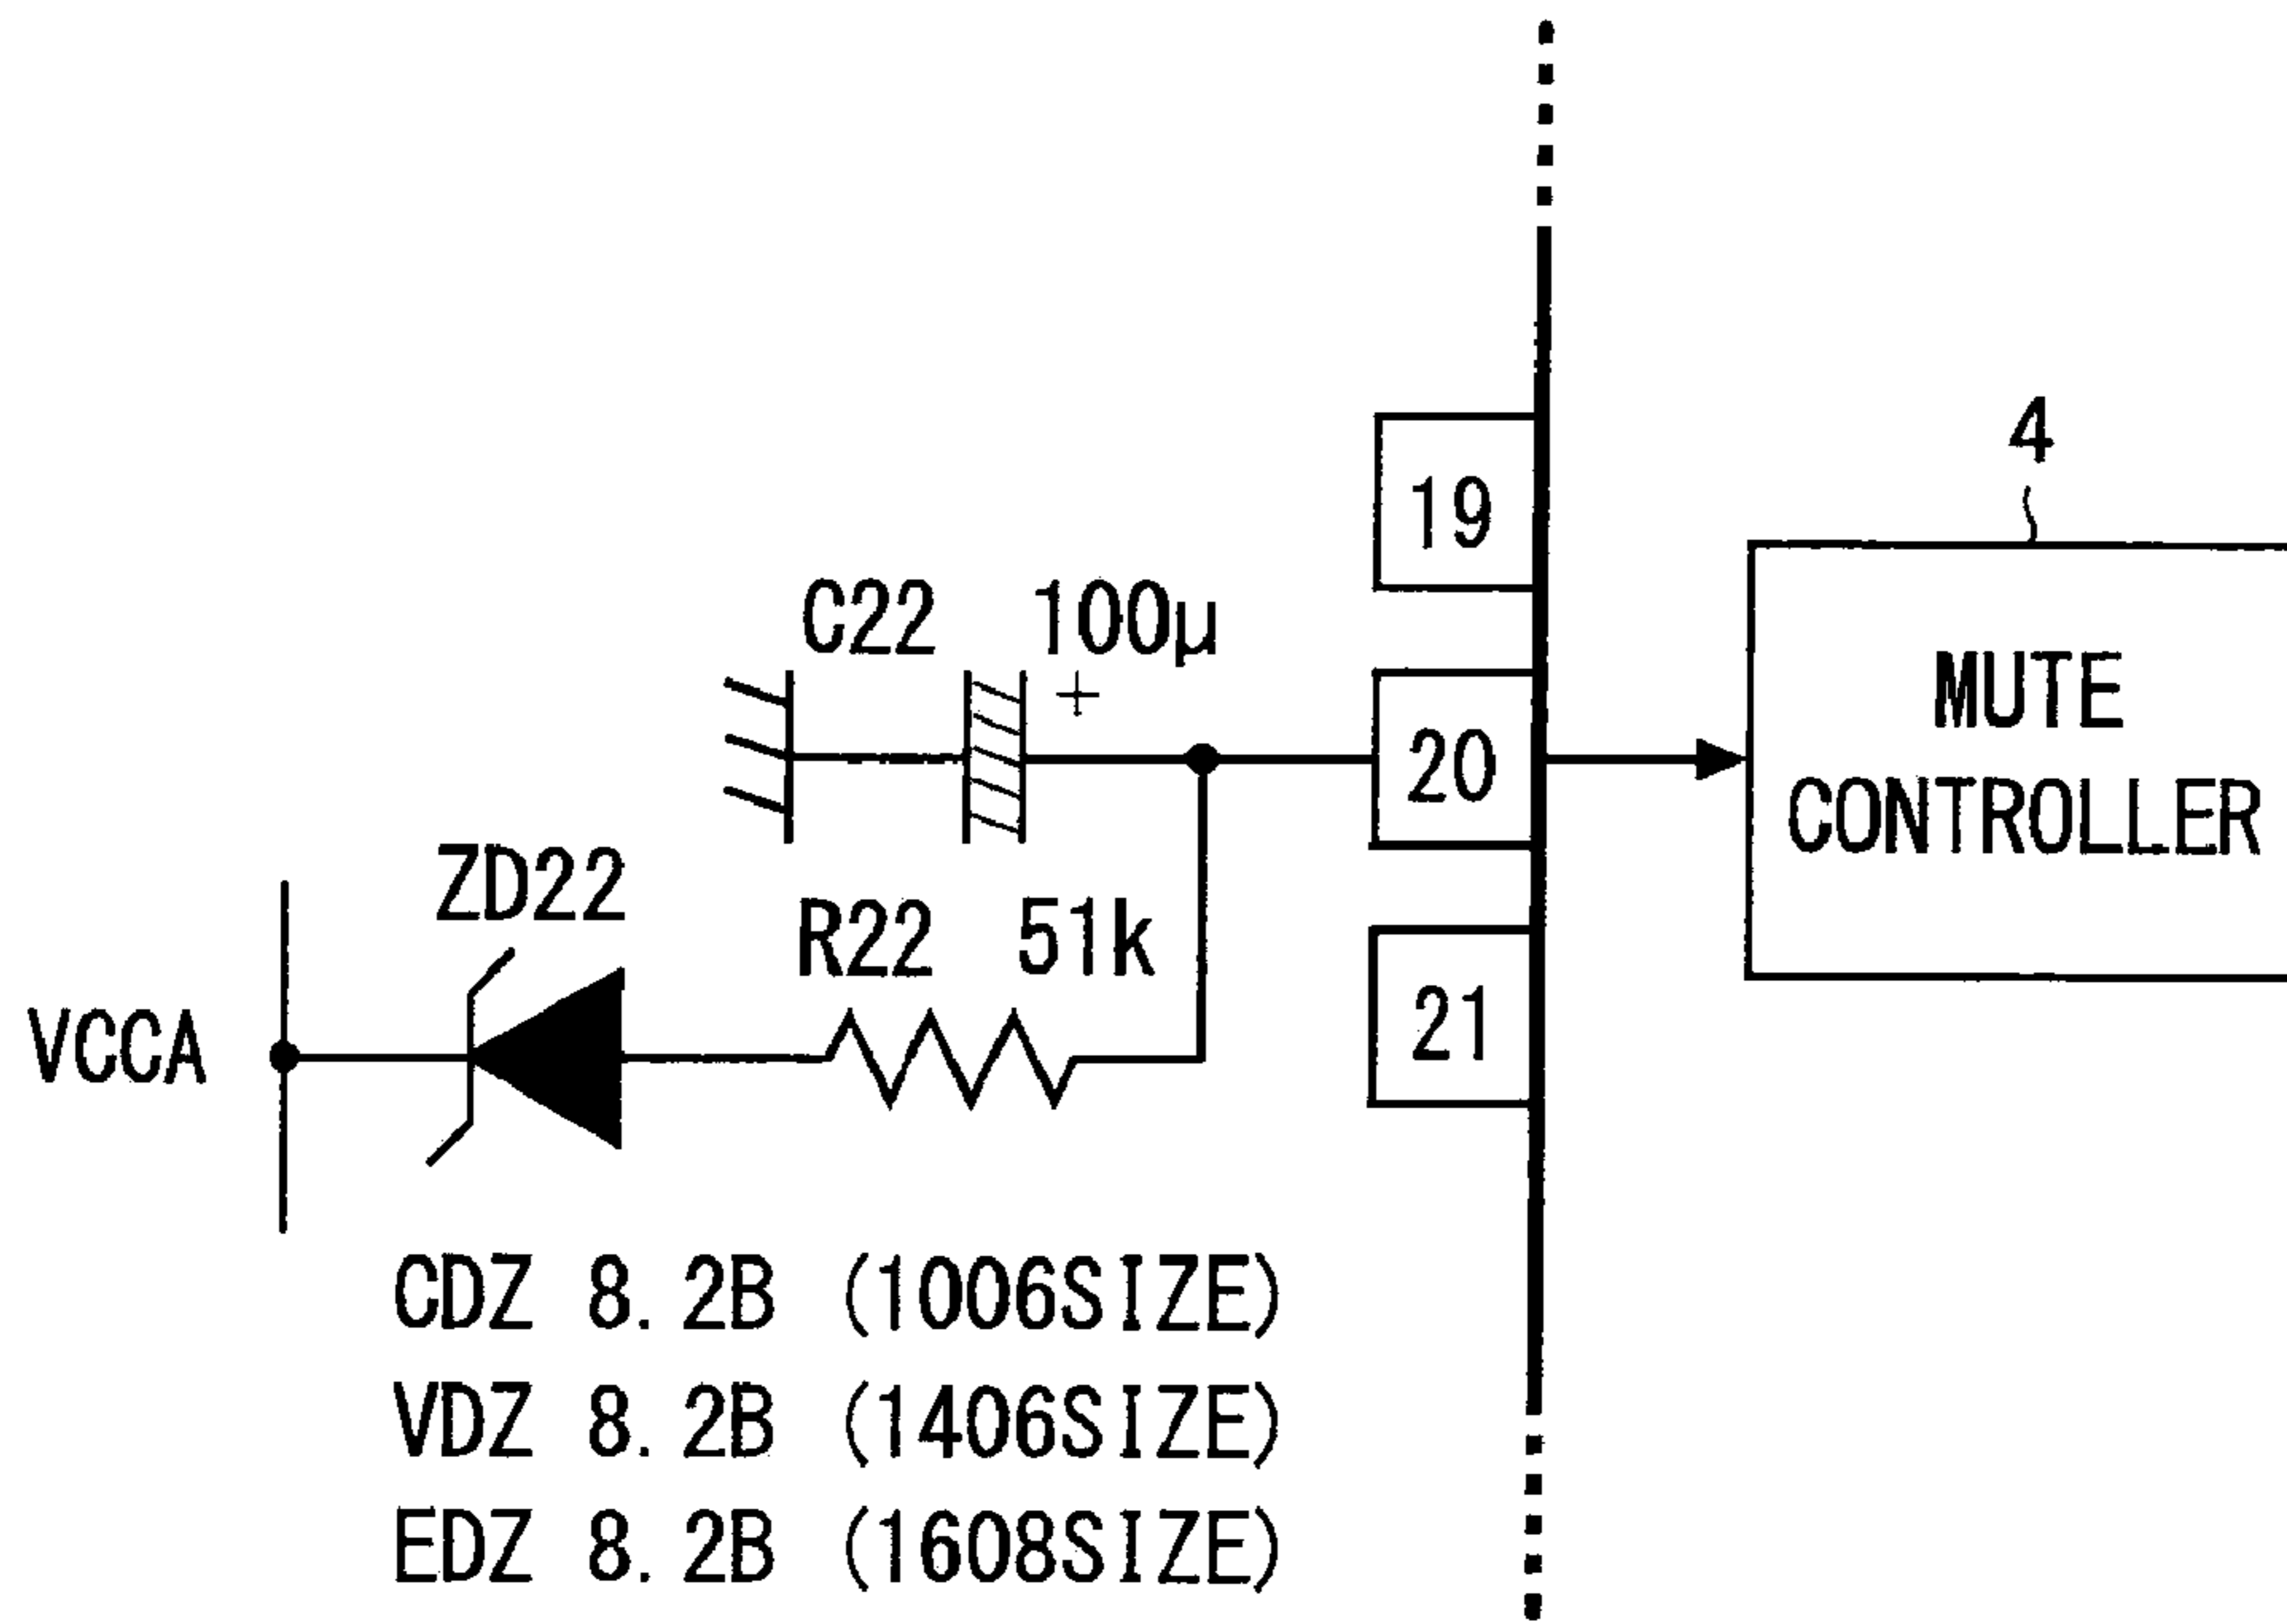 4
19
C22 100μ
+
MUTE
20
CONTROLLER
ZD22
R22 51k
21
VCCA
CDZ 8.2B (1006SIZE)
VDZ 8.2B (1406SIZE)
EDZ 8.2B (1608SIZE)